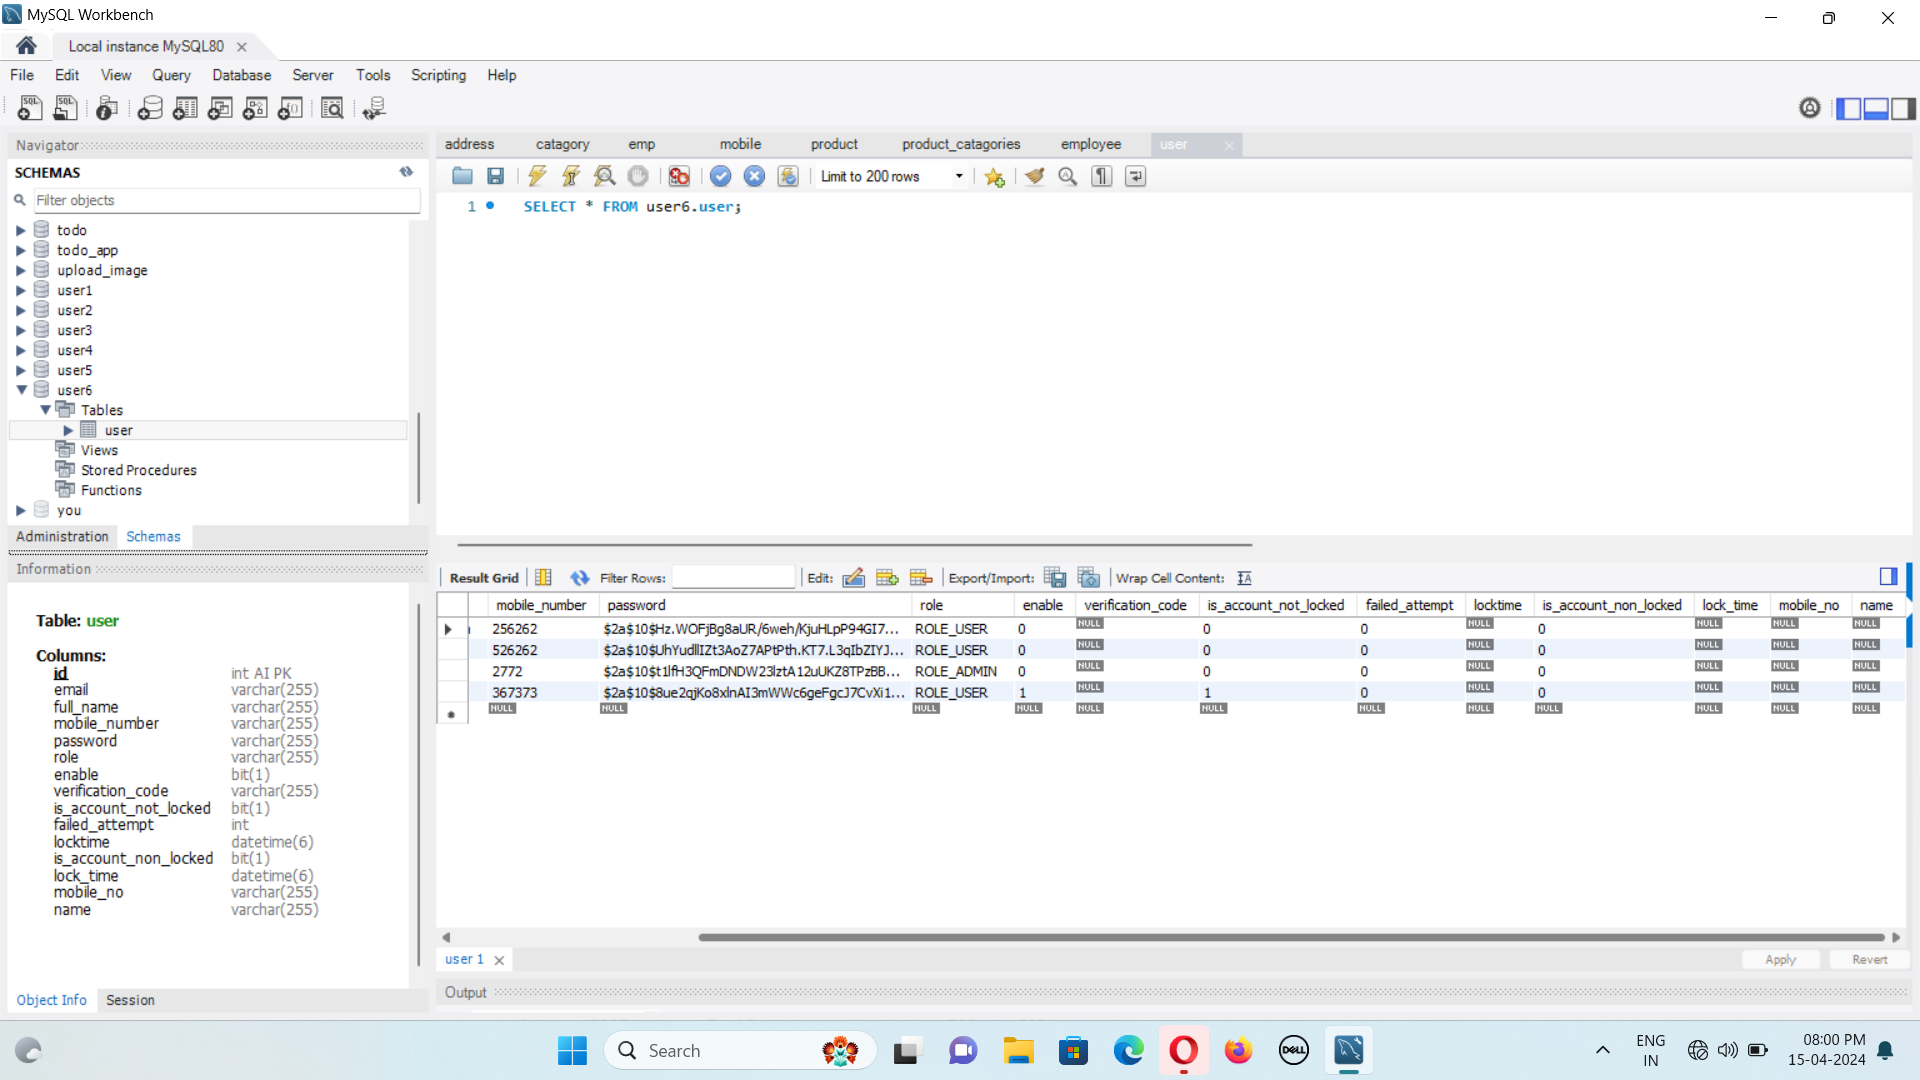 MySQL Workbench
Local instance MySQL80
File Edit View Query Database Server Tools Scripting Help
Navigator
SCHEMAS
Filter objects
todo
todo_app
upload_image
user1
user2
user3
user4
user5
user6
Tables
user
Views
Stored Procedures
Functions
you
Administration Schemas
Information
Table: user
Columns:
id int AI PK
email varchar(255)
full_name varchar(255)
mobile_number varchar(255)
password varchar(255)
role varchar(255)
enable bit(1)
verification_code varchar(255)
is_account_not_locked bit(1)
failed_attempt int
locktime datetime(6)
is_account_non_locked bit(1)
lock_time datetime(6)
mobile_no varchar(255)
name varchar(255)
Object Info Session
address catagory emp mobile product product_catagories employee user
Limit to 200 rows
1 SELECT * FROM user6.user;
Result Grid Filter Rows: Edit: Export/Import: Wrap Cell Content:
mobile_number password role enable verification_code is_account_not_locked failed_attempt locktime is_account_non_locked lock_time mobile_no name
256262 $2a$10$Hz.WOFjBg8aUR/6weh/KjuHLpP94GI7... ROLE_USER 0 NULL 0 0 NULL 0 NULL NULL NULL
526262 $2a$10$UhYudllIZt3AoZ7APtPth.KT7.L3qIbZIYJ... ROLE_USER 0 NULL 0 0 NULL 0 NULL NULL NULL
2772 $2a$10$t1lfH3QFmDNDW23lztA12uUKZ8TPzBB... ROLE_ADMIN 0 NULL 0 0 NULL 0 NULL NULL NULL
367373 $2a$10$8ue2qjKo8xlnAI3mWWc6geFgcJ7CvXi1... ROLE_USER 1 NULL 1 0 NULL 0 NULL NULL NULL
NULL NULL NULL NULL NULL NULL NULL NULL NULL NULL NULL NULL
user 1
Apply Revert
Output
Search
DELL
ENG
IN
08:00 PM
15-04-2024